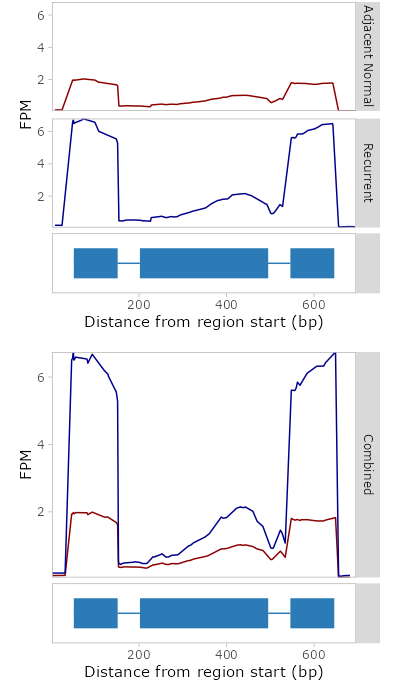 6
4
2
Adjacent Normal
FPM
6
4
2
Recurrent
200
400
600
Distance from region start (bp)
6
4
2
FPM
Combined
200
400
600
Distance from region start (bp)